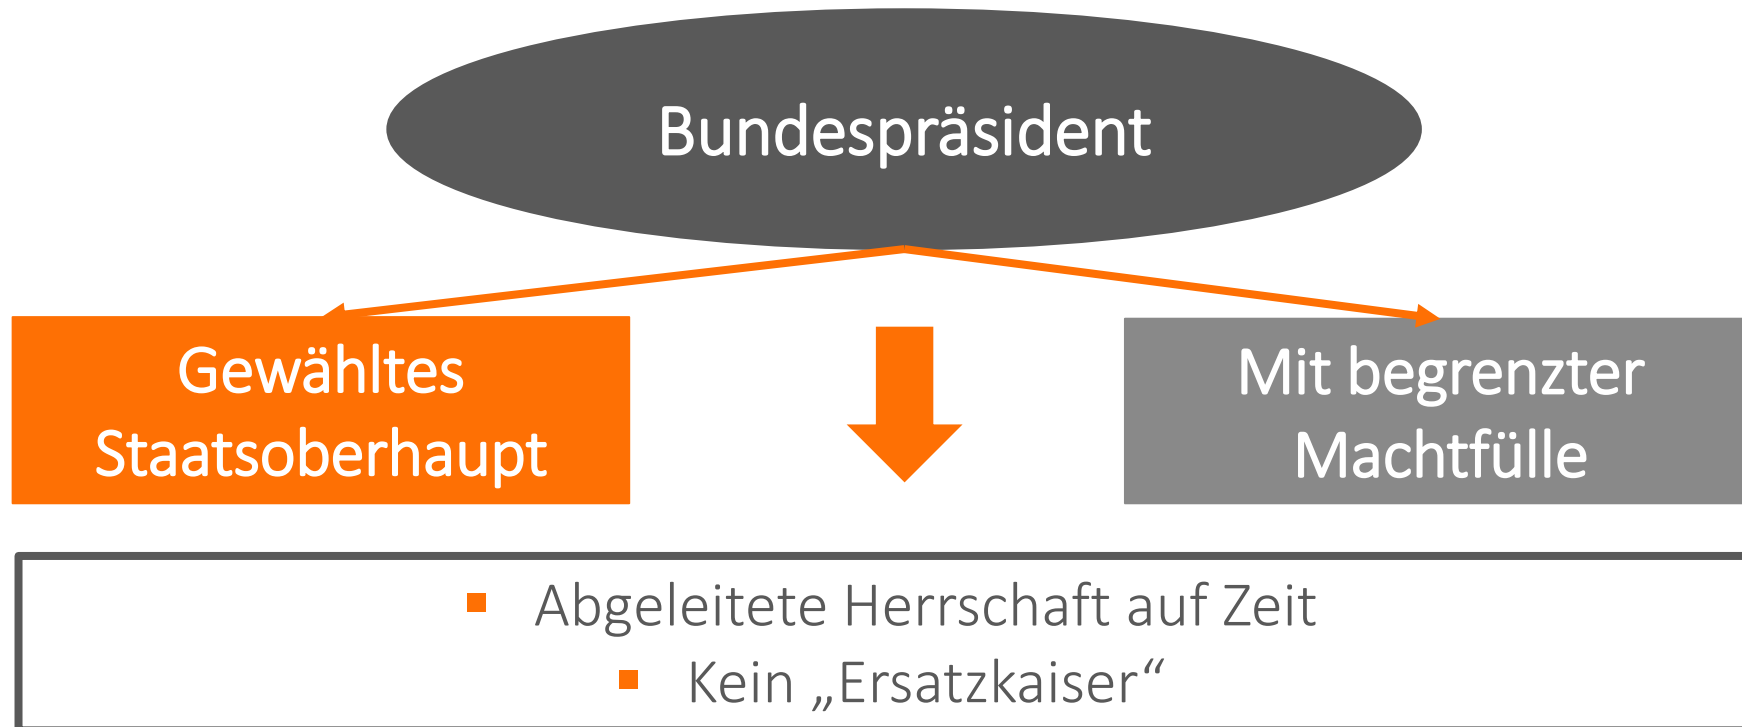 Bundespräsident
Gewähltes
Staatsoberhaupt
Mit begrenzter
Machtfülle
▪ Abgeleitete Herrschaft auf Zeit
▪ Kein „Ersatzkaiser“